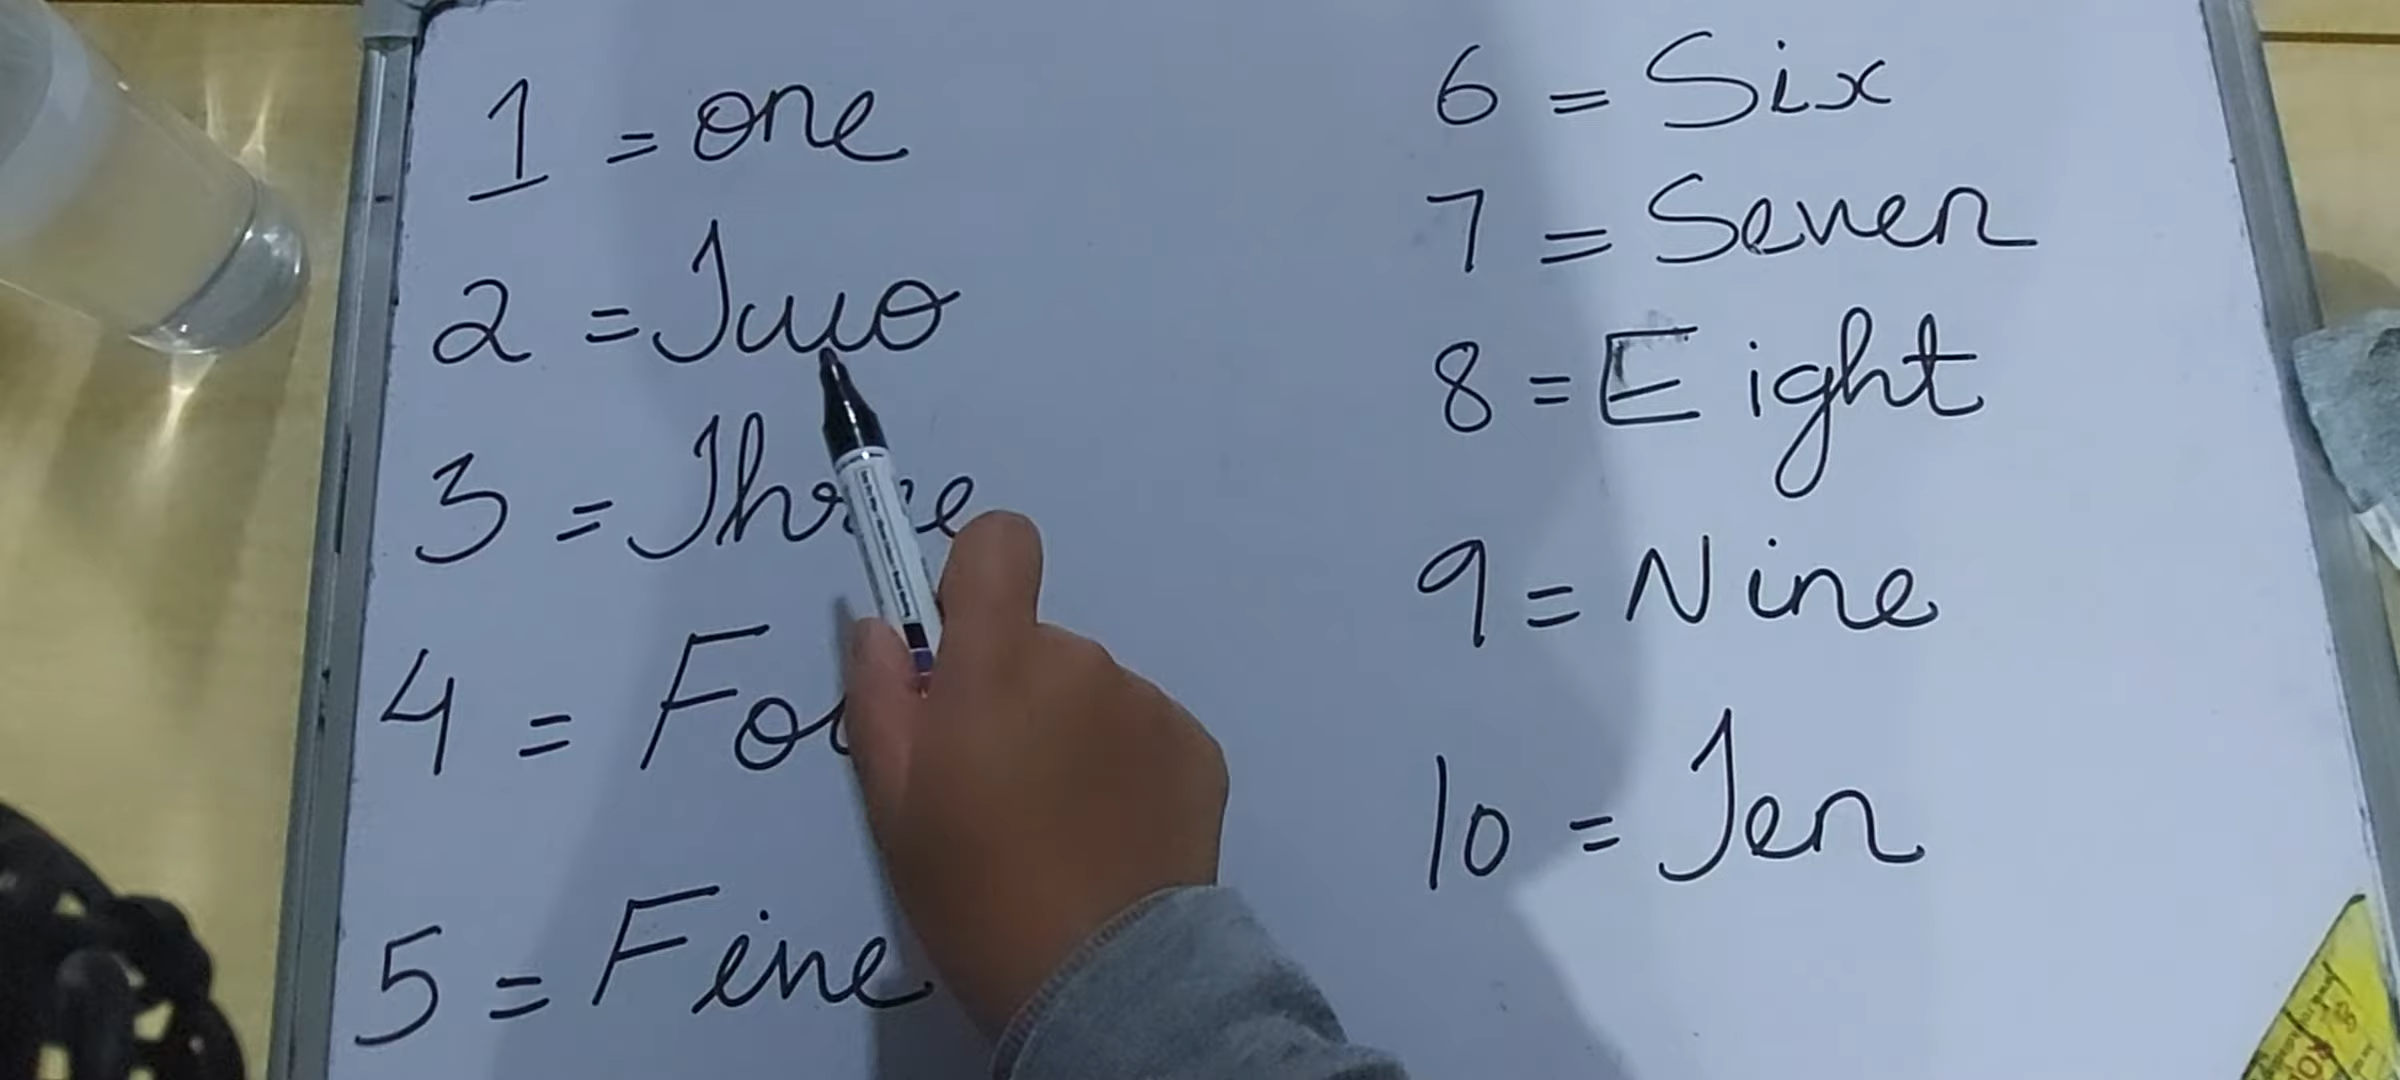 1 = one
2 = Two
3 = Three
4 = Fou
5 = Five
6 = Six
7 = Seven
8 = Eight
9 = Nine
10 = Ten